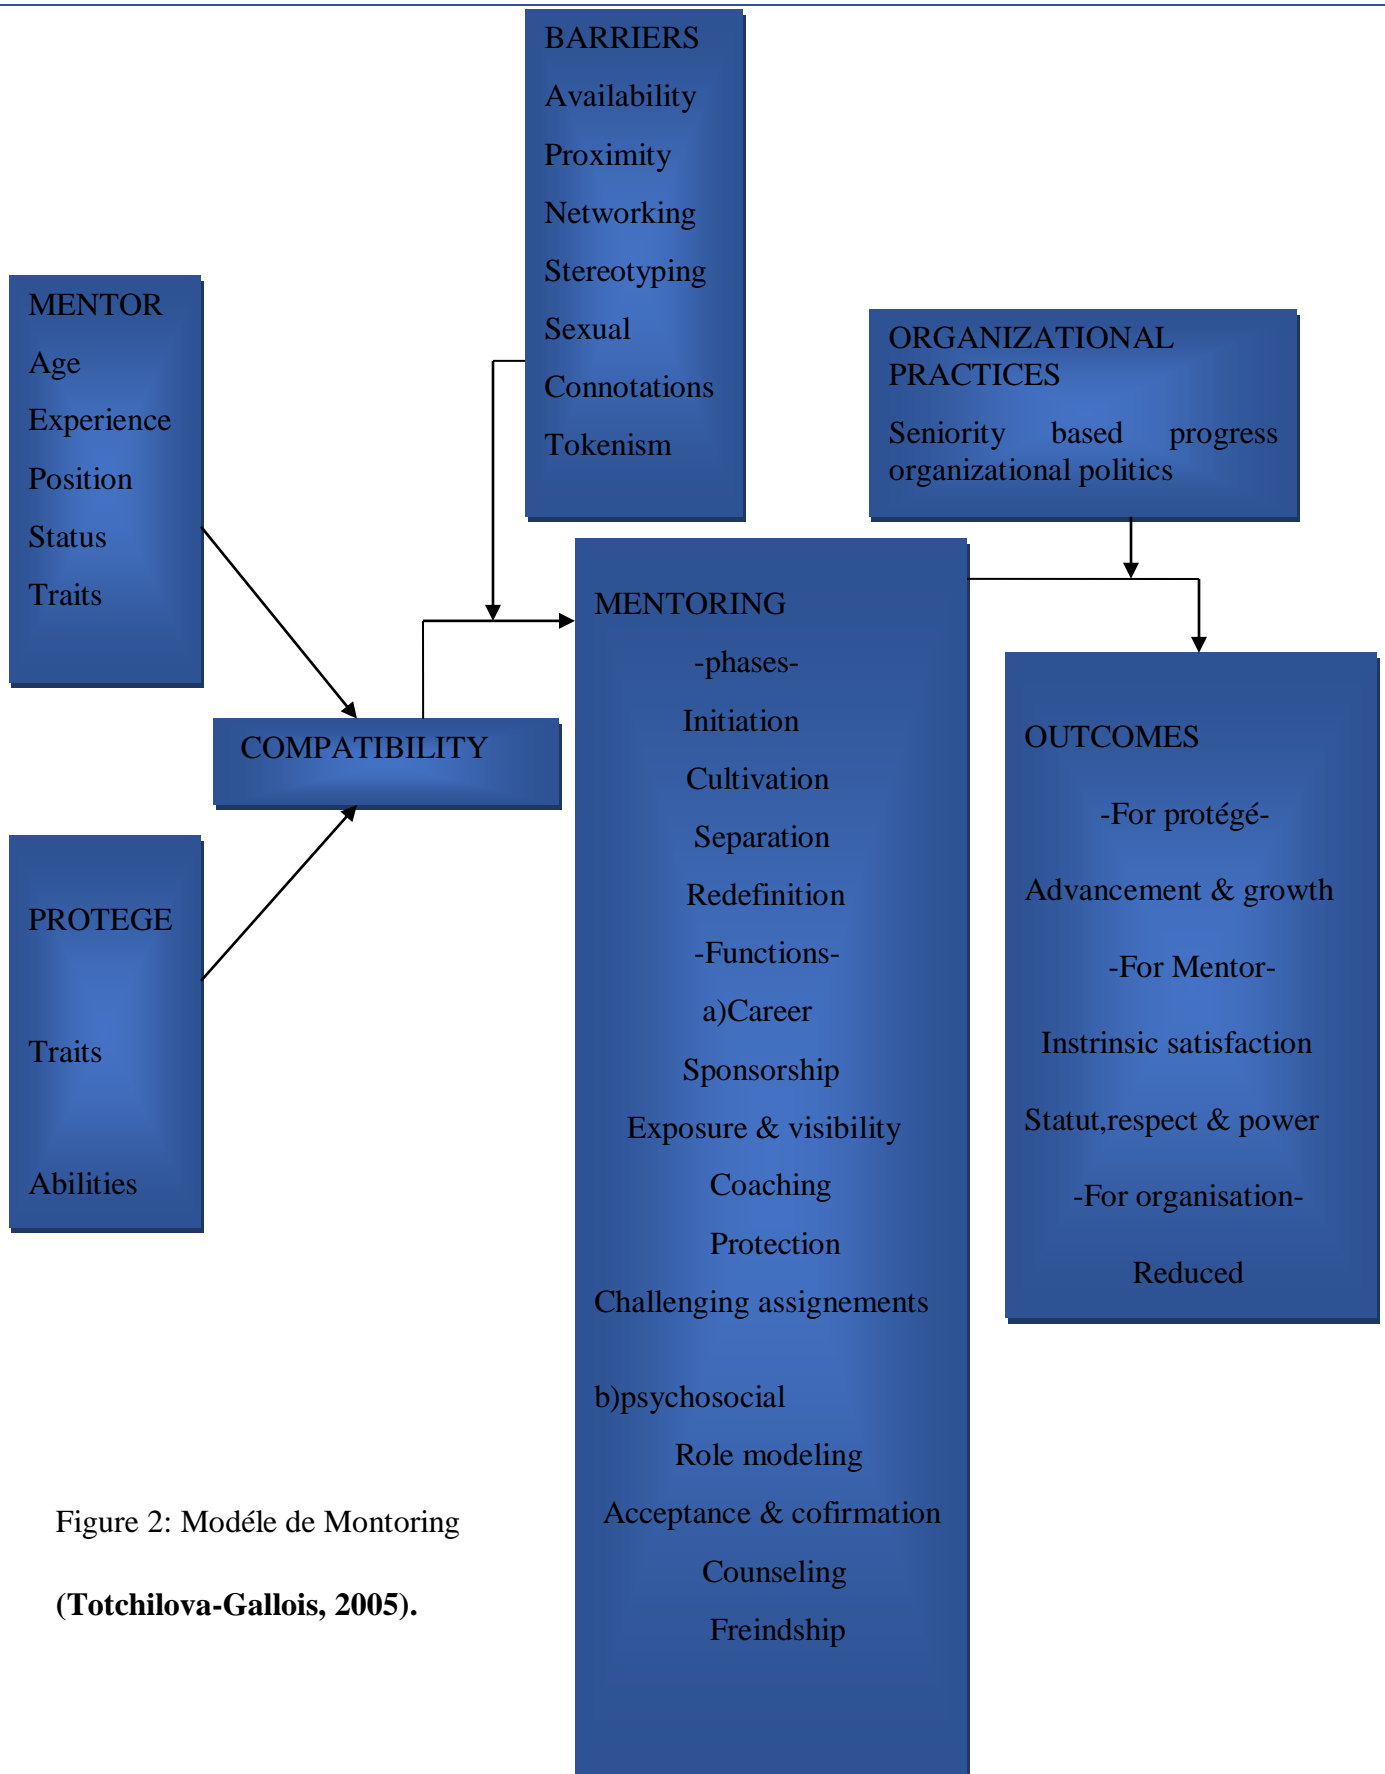 BARRIERS
Availability
Proximity
Networking
Stereotyping
Sexual
Connotations
Tokenism
MENTOR
Age
Experience
Position
Status
Traits
ORGANIZATIONAL
PRACTICES
Seniority based progress
organizational politics
COMPATIBILITY
PROTEGE
Traits
Abilities
MENTORING
-phases-
Initiation
Cultivation
Separation
Redefinition
-Functions-
a)Career
Sponsorship
Exposure & visibility
Coaching
Protection
Challenging assignements
b)psychosocial
Role modeling
Acceptance & cofirmation
Counseling
Freindship
OUTCOMES
-For protégé-
Advancement & growth
-For Mentor-
Instrinsic satisfaction
Statut,respect & power
-For organisation-
Reduced
Figure 2: Modéle de Montoring
(Totchilova-Gallois, 2005).